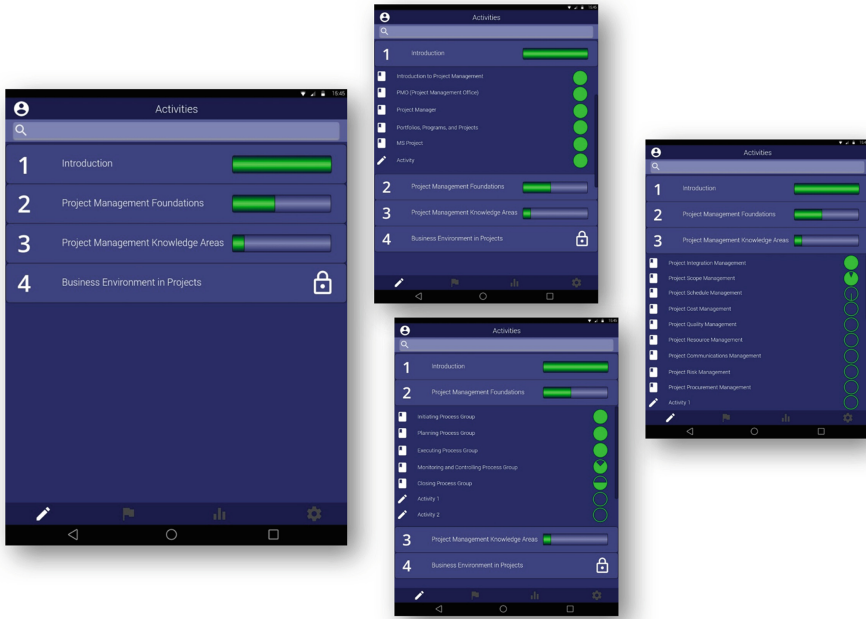 15:45
Activities
1 Introduction
2 Project Management Foundations
3 Project Management Knowledge Areas
4 Business Environment in Projects
15:45
Activities
1 Introduction
Introduction to Project Management
PMO (Project Management Office)
Project Manager
Portfolios, Programs, and Projects
MS Project
Activity
2 Project Management Foundations
3 Project Management Knowledge Areas
4 Business Environment in Projects
15:45
Activities
1 Introduction
2 Project Management Foundations
Initiating Process Group
Planning Process Group
Executing Process Group
Monitoring and Controlling Process Group
Closing Process Group
Activity 1
Activity 2
3 Project Management Knowledge Areas
4 Business Environment in Projects
Activities
1 Introduction
2 Project Management Foundations
3 Project Management Knowledge Areas
Project Integration Management
Project Scope Management
Project Schedule Management
Project Cost Management
Project Quality Management
Project Resource Management
Project Communications Management
Project Risk Management
Project Procurement Management
Activity 1